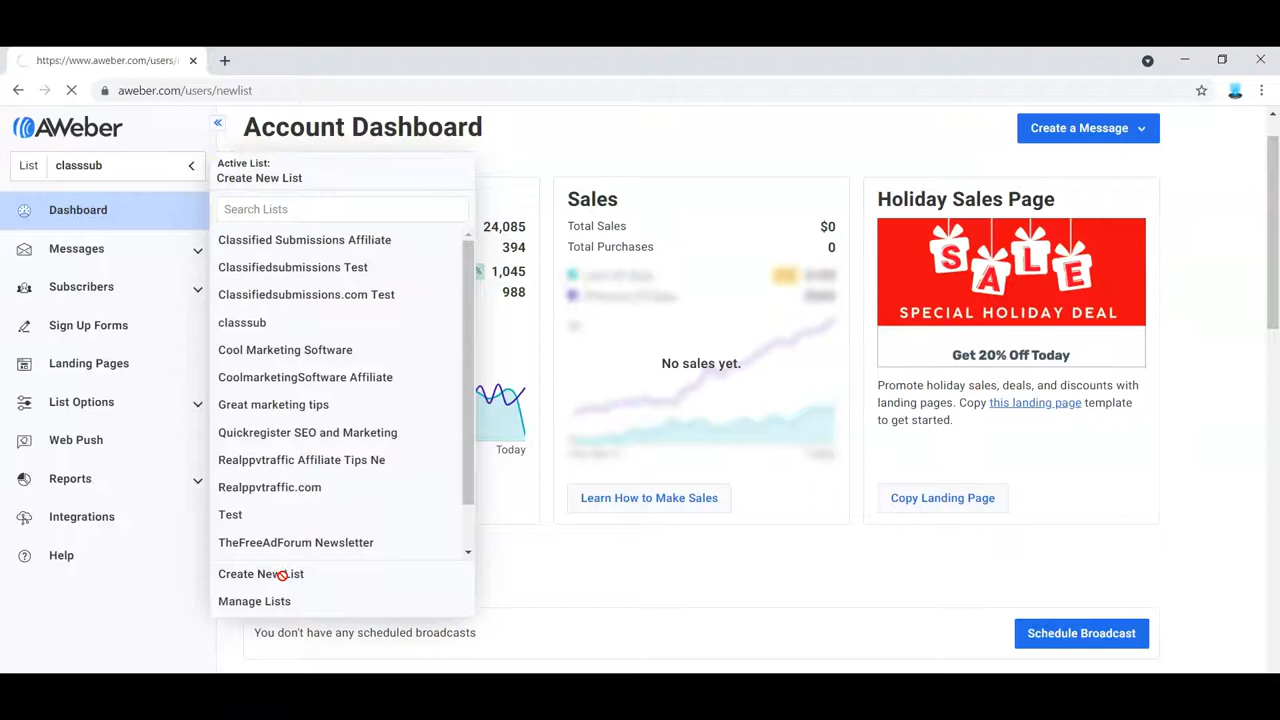 https://www.aweber.com/users/
aweber.com/users/newlist
AWeber
List classsub
Dashboard
Messages
Subscribers
Sign Up Forms
Landing Pages
List Options
Web Push
Reports
Integrations
Help
Account Dashboard
Create a Message
Active List:
Create New List
Search Lists
Classified Submissions Affiliate
Classifiedsubmissions Test
Classifiedsubmissions.com Test
classsub
Cool Marketing Software
CoolmarketingSoftware Affiliate
Great marketing tips
Quickregister SEO and Marketing
Realppvtraffic Affiliate Tips Ne
Realppvtraffic.com
Test
TheFreeAdForum Newsletter
Create New List
Manage Lists
24,085
394
% 1,045
988
Today
Sales
Total Sales $0
Total Purchases 0
No sales yet.
Learn How to Make Sales
Holiday Sales Page
SALE
SPECIAL HOLIDAY DEAL
Get 20% Off Today
Promote holiday sales, deals, and discounts with
landing pages. Copy this landing page template
to get started.
Copy Landing Page
You don't have any scheduled broadcasts
Schedule Broadcast